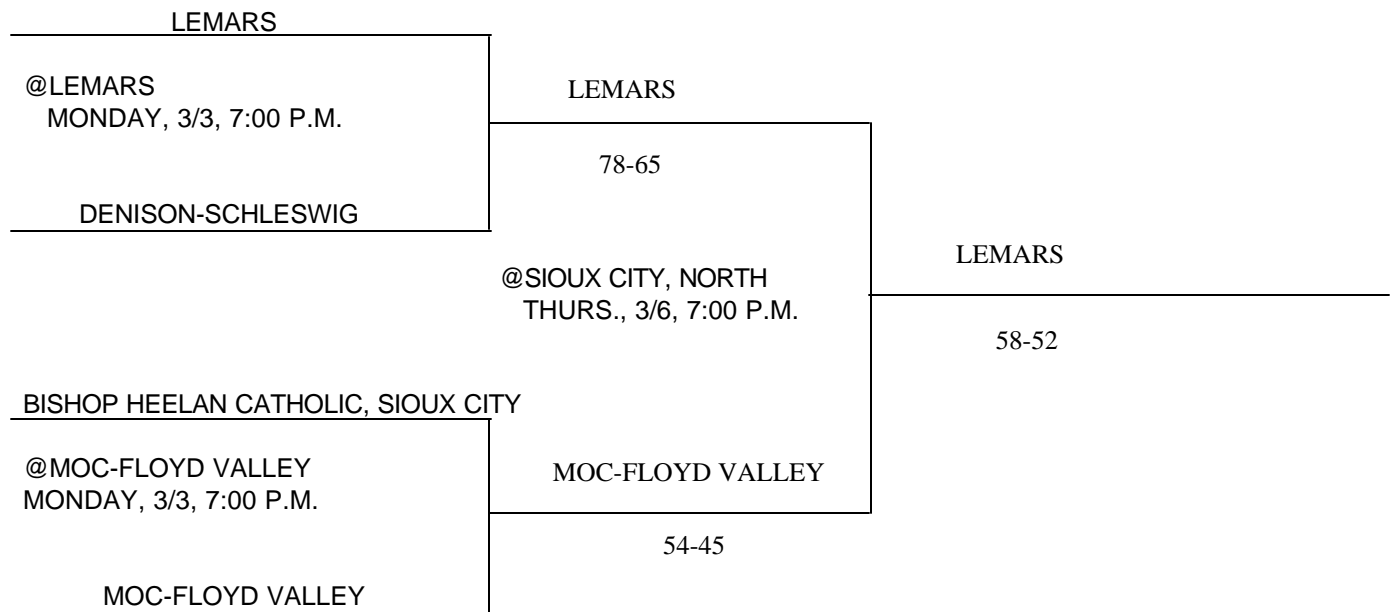 LEMARS
@LEMARS
MONDAY, 3/3, 7:00 P.M.
LEMARS
78-65
DENISON-SCHLESWIG
@SIOUX CITY, NORTH
THURS., 3/6, 7:00 P.M.
LEMARS
58-52
BISHOP HEELAN CATHOLIC, SIOUX CITY
@MOC-FLOYD VALLEY
MONDAY, 3/3, 7:00 P.M.
MOC-FLOYD VALLEY
54-45
MOC-FLOYD VALLEY